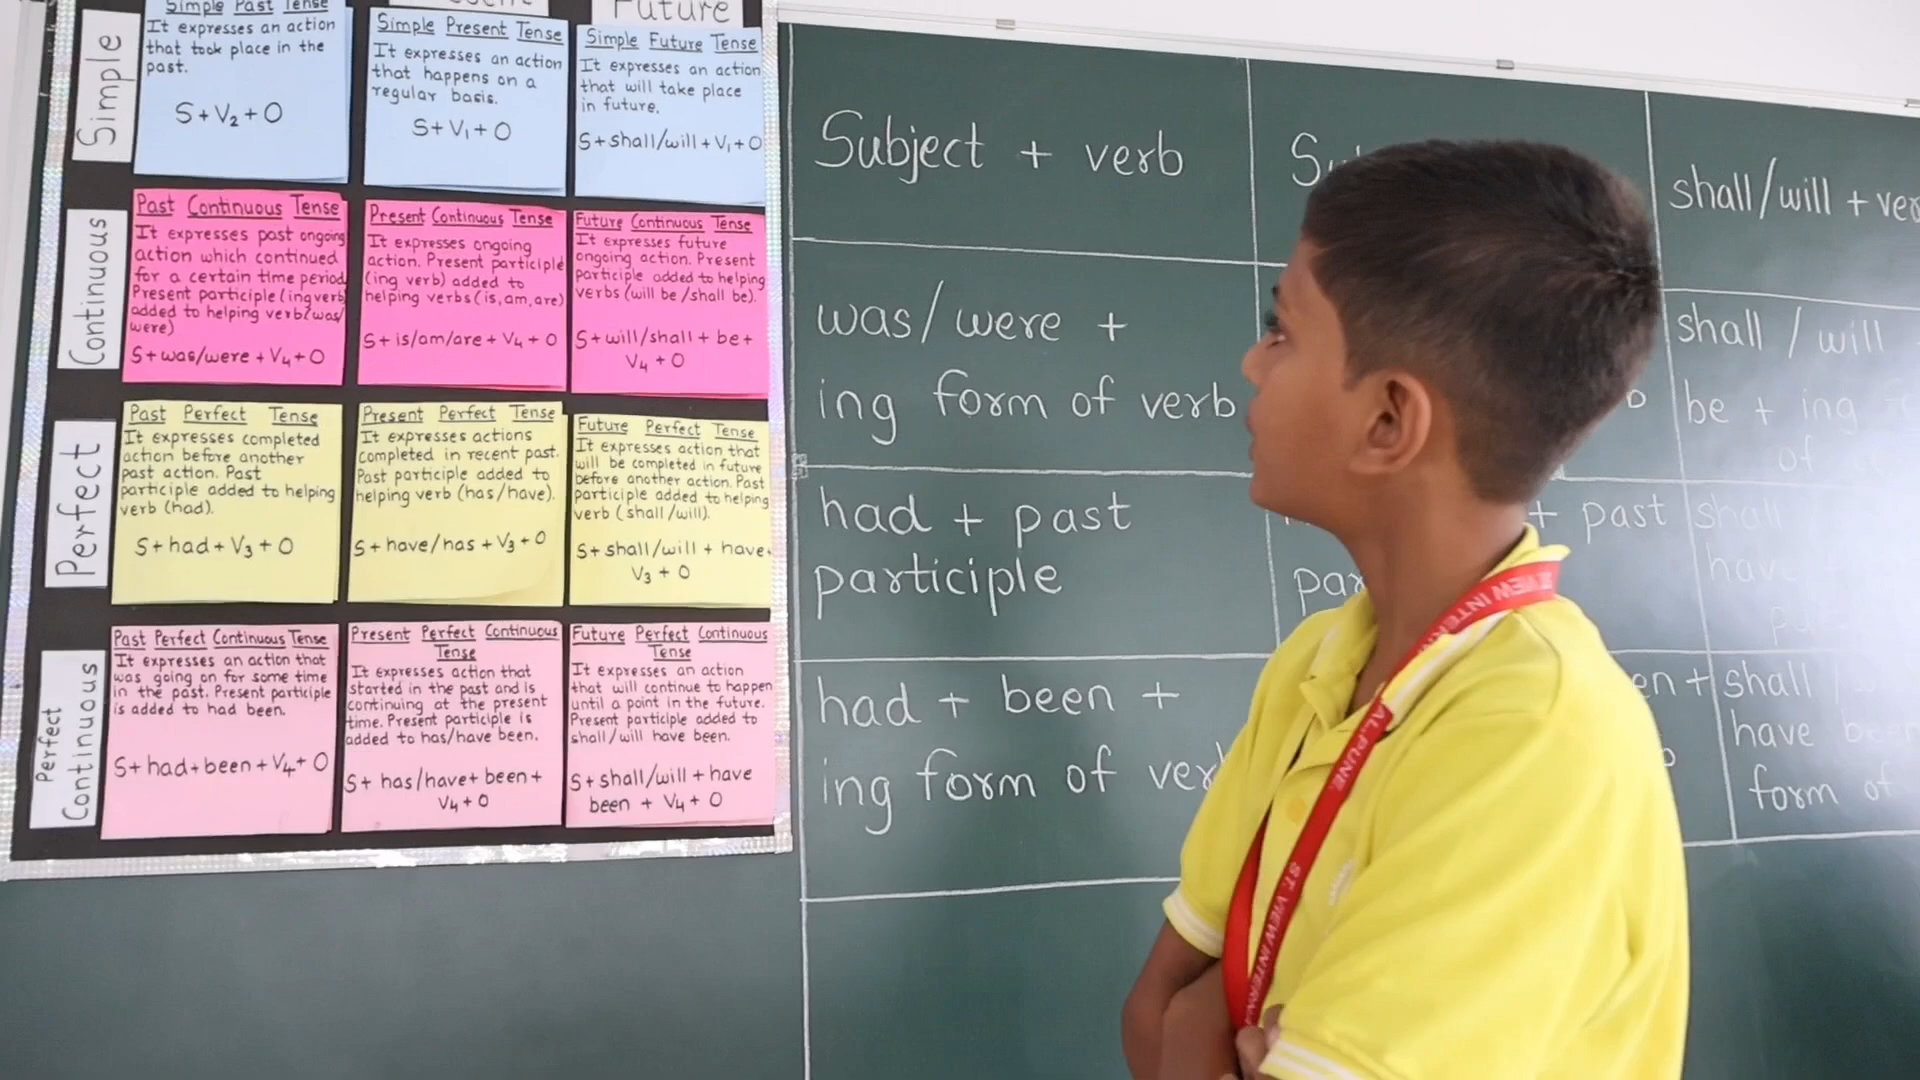 Future
Simple
Simple Past Tense
It expresses an action
that took place in the
past.
S+V₂+O
Simple Present Tense
It expresses an action
that happens on a
regular basis.
S+V₁+O
Simple Future Tense
It expresses an action
that will take place
in future.
S+shall/will+V₁+O
Continuous
Past Continuous Tense
It expresses past ongoing
action which continued
for a certain time period
Present participle (ing verb
added to helping verb(was/
were)
S+was/were+V₄+O
Present Continuous Tense
It expresses ongoing
action. Present participle
(ing verb) added to
helping verbs(is,am,are)
S+is/am/are+V₄+O
Future Continuous Tense
It expresses future
ongoing action. Present
participle added to helping
verbs (will be/shall be).
S+will/shall+be+
V₄+O
Perfect
Past Perfect Tense
It expresses completed
action before another
past action. Past
participle added to helping
verb (had).
S+had+V₃+O
Present Perfect Tense
It expresses actions
completed in recent past.
Past participle added to
helping verb (has/have).
S+have/has+V₃+O
Future Perfect Tense
It expresses action that
will be completed in future
before another action. Past
participle added to helping
verb (shall/will).
S+shall/will+have+
V₃+O
Perfect
Continuous
Past Perfect Continuous Tense
It expresses an action that
was going on for some time
in the past. Present participle
is added to had been.
S+had+been+V₄+O
Present Perfect Continuous
Tense
It expresses action that
started in the past and is
continuing at the present
time. Present participle is
added to has/have been.
S+has/have+been+
V₄+O
Future Perfect Continuous
Tense
It expresses an action
that will continue to happen
until a point in the future.
Present participle added to
shall/will have been.
S+shall/will+have
been+V₄+O
Subject + verb
shall/will + ver
was/were +
ing form of verb
shall / will
be + ing
of
had + past
participle
+ past
shall
have
had + been +
ing form of ver
en +
shall /
have been
form of
ST. VIEW INTERNA
AL, PUNE.
VIEW INTER